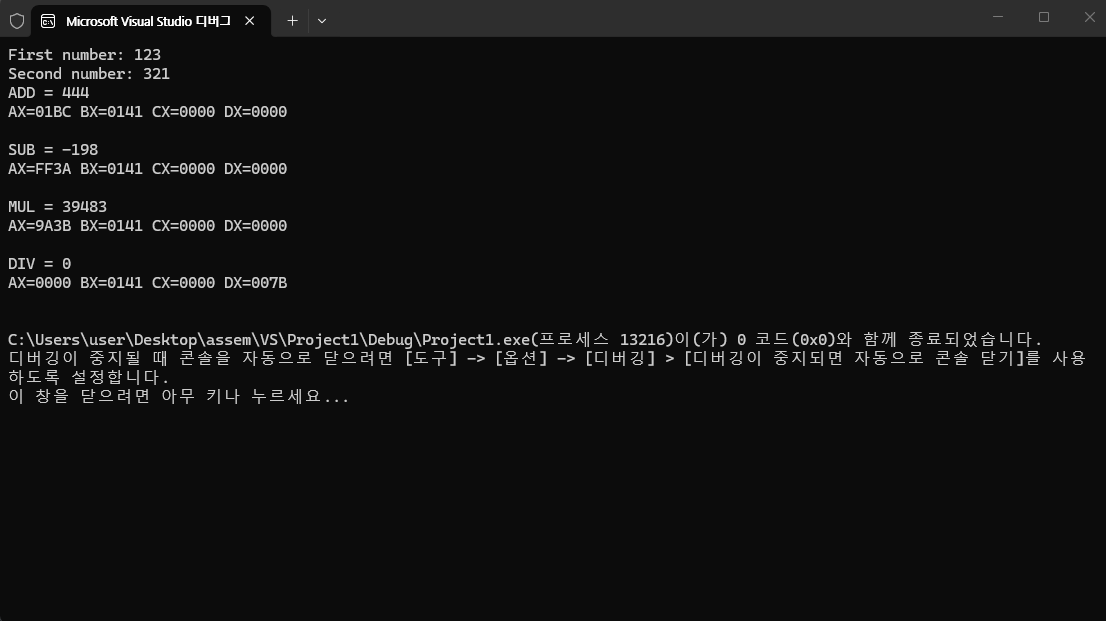 Microsoft Visual Studio 디버그
First number: 123
Second number: 321
ADD = 444
AX=01BC BX=0141 CX=0000 DX=0000
SUB = -198
AX=FF3A BX=0141 CX=0000 DX=0000
MUL = 39483
AX=9A3B BX=0141 CX=0000 DX=0000
DIV = 0
AX=0000 BX=0141 CX=0000 DX=007B
C:\Users\user\Desktop\assem\VS\Project1\Debug\Project1.exe(프로세스 13216)이(가) 0 코드(0x0)와 함께 종료되었습니다.
디버깅이 중지될 때 콘솔을 자동으로 닫으려면 [도구] -> [옵션] -> [디버깅] > [디버깅이 중지되면 자동으로 콘솔 닫기]를 사용
하도록 설정합니다.
이 창을 닫으려면 아무 키나 누르세요...